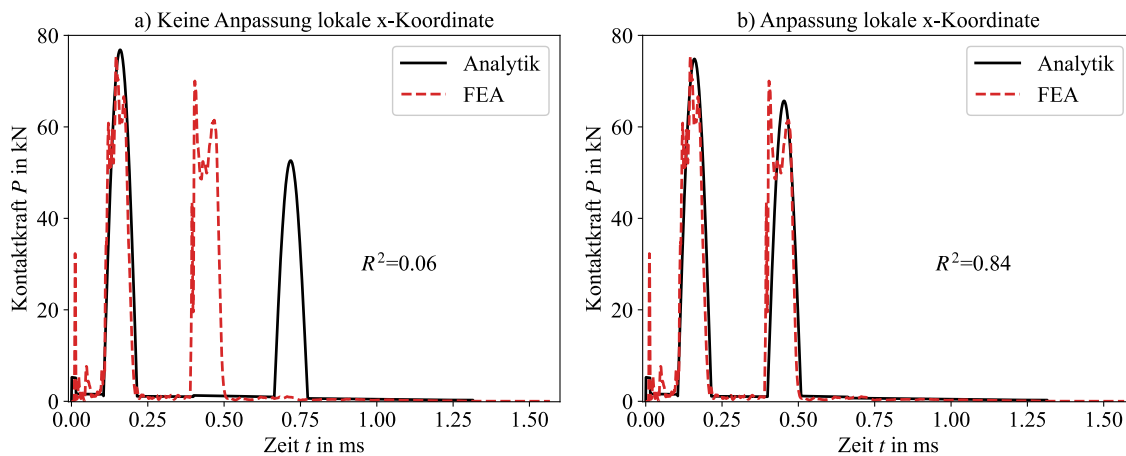 a) Keine Anpassung lokale x-Koordinate
80
60
40
20
0
Kontaktkraft P in kN
Analytik
FEA
R²=0.06
0.00 0.25 0.50 0.75 1.00 1.25 1.50
Zeit t in ms
b) Anpassung lokale x-Koordinate
80
60
40
20
0
Kontaktkraft P in kN
Analytik
FEA
R²=0.84
0.00 0.25 0.50 0.75 1.00 1.25 1.50
Zeit t in ms